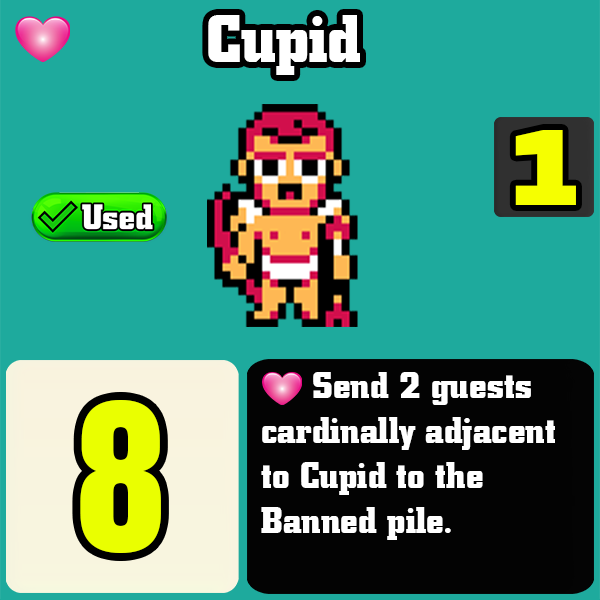 Cupid
1
Used
8
Send 2 guests
cardinally adjacent
to Cupid to the
Banned pile.